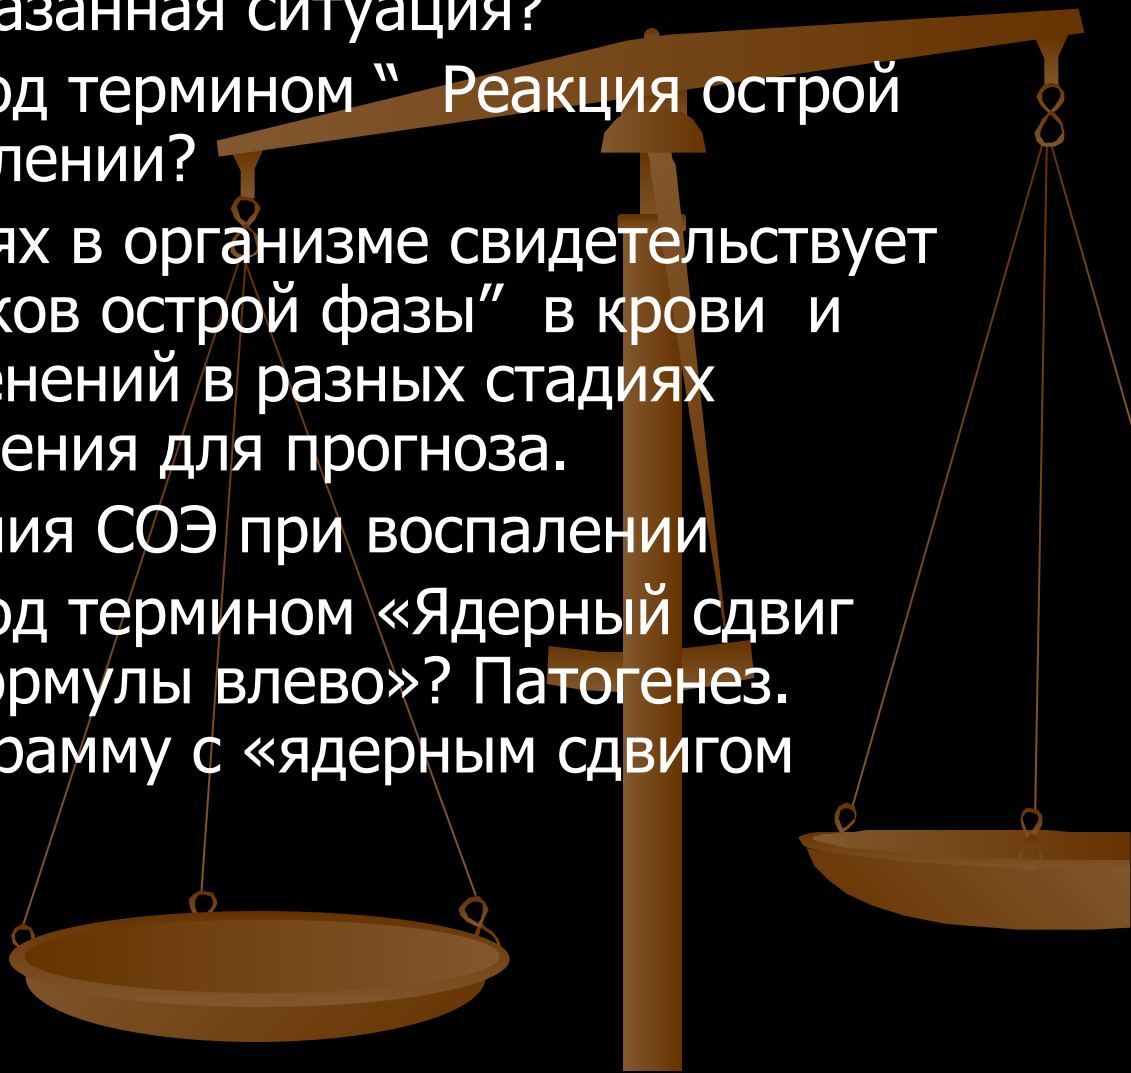 азанная ситуация?
од термином “ Реакция острой
лении?
ях в организме свидетельствует
ков острой фазы” в крови и
енений в разных стадиях
ения для прогноза.
ния СОЭ при воспалении
од термином «Ядерный сдвиг
ормулы влево»? Патогенез.
рамму с «ядерным сдвигом